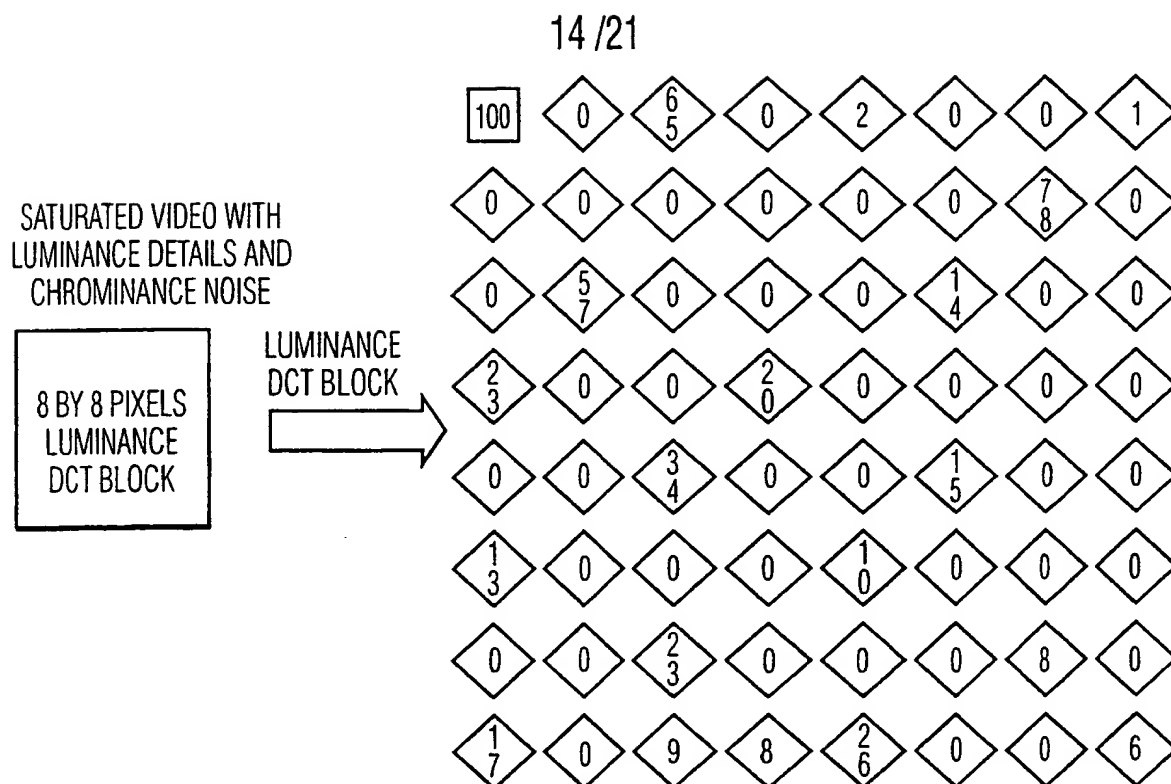 14 /21
100 0 65 0 2 0 0 1
0 0 0 0 0 0 78 0
SATURATED VIDEO WITH
LUMINANCE DETAILS AND
CHROMINANCE NOISE
0 57 0 0 0 14 0 0
LUMINANCE
DCT BLOCK
8 BY 8 PIXELS
LUMINANCE
DCT BLOCK
23 0 0 20 0 0 0 0
0 0 34 0 0 15 0 0
13 0 0 0 10 0 0 0
0 0 23 0 0 0 8 0
17 0 9 8 26 0 0 6